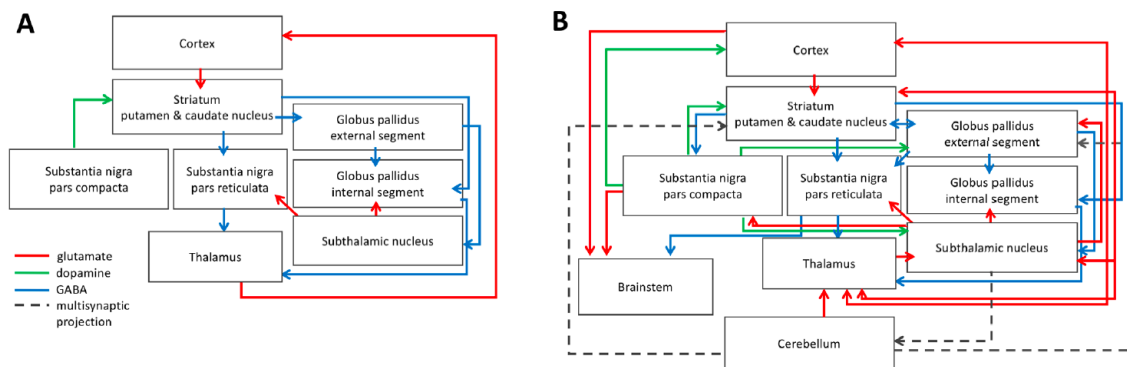 A
Cortex
Striatum
putamen & caudate nucleus
Globus pallidus
external segment
Substantia nigra
pars compacta
Substantia nigra
pars reticulata
Globus pallidus
internal segment
Subthalamic nucleus
Thalamus
glutamate
dopamine
GABA
multisynaptic
projection
B
Cortex
Striatum
putamen & caudate nucleus
Globus pallidus
external segment
Substantia nigra
pars compacta
Substantia nigra
pars reticulata
Globus pallidus
internal segment
Subthalamic nucleus
Thalamus
Brainstem
Cerebellum